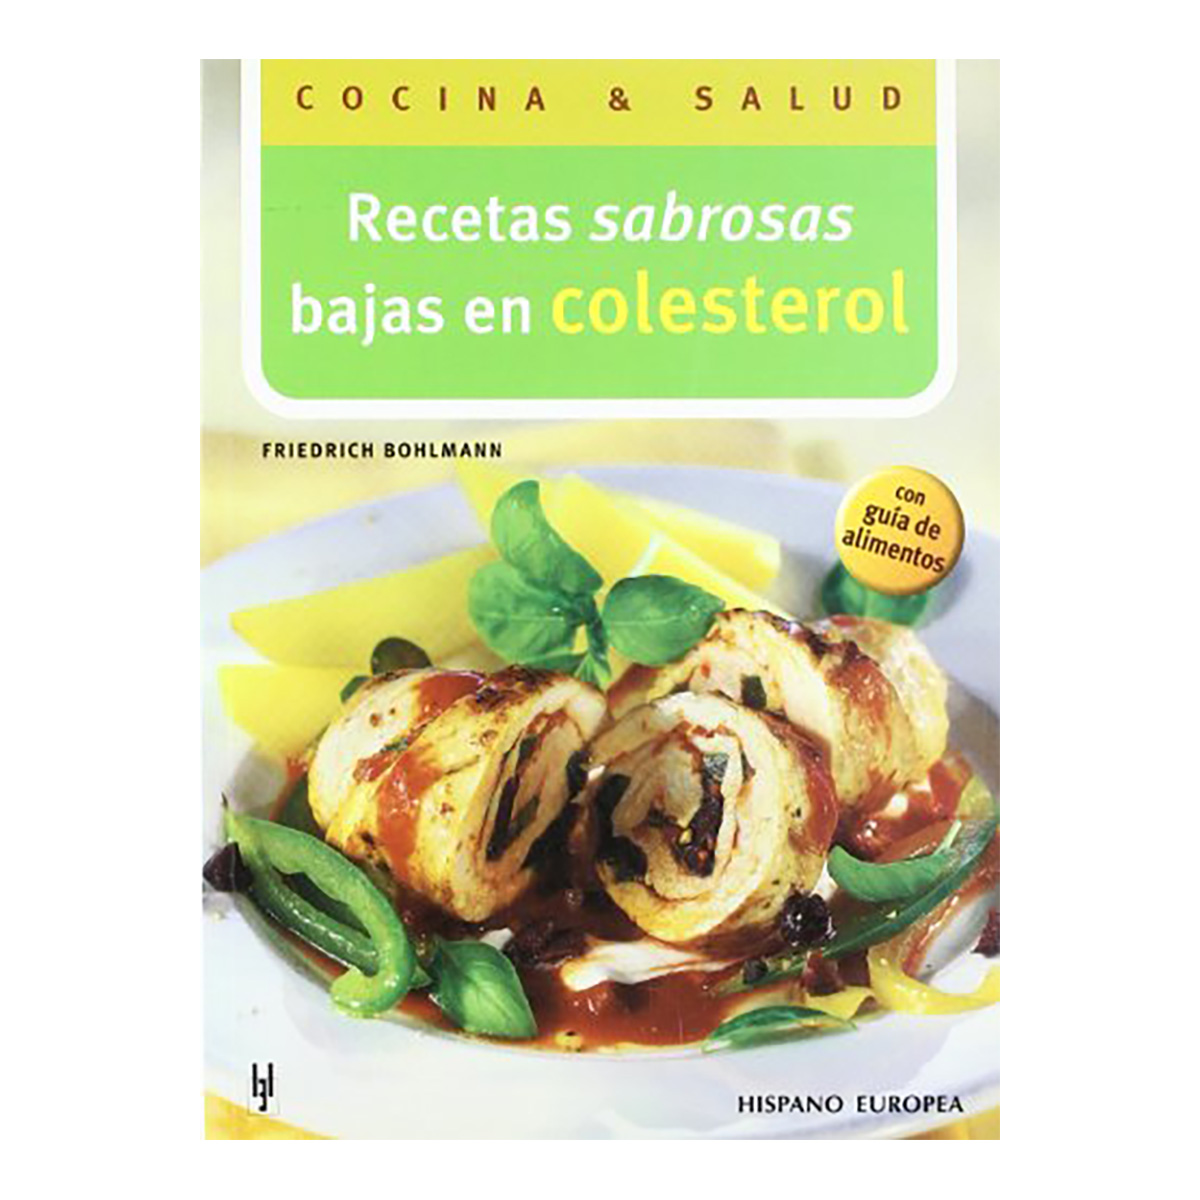 COCINA & SALUD
Recetas sabrosas
bajas en colesterol
FRIEDRICH BOHLMANN
con
guía de
alimentos
HISPANO EUROPEA